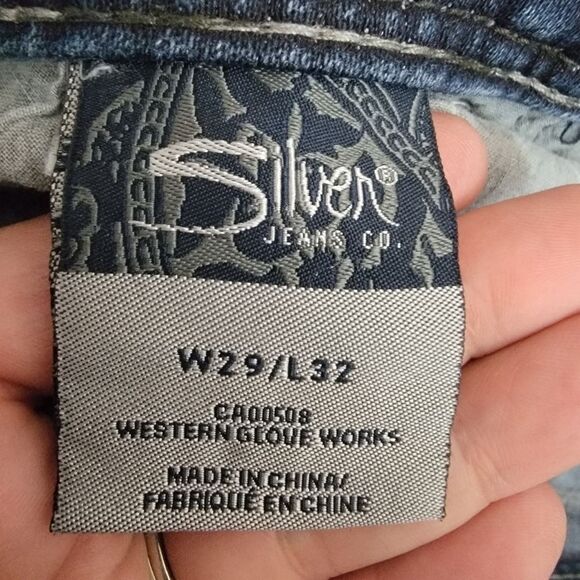 Silver®
JEANS CO.
W29/L32
CA00508
WESTERN GLOVE WORKS
MADE IN CHINA/
FABRIQUÉ EN CHINE